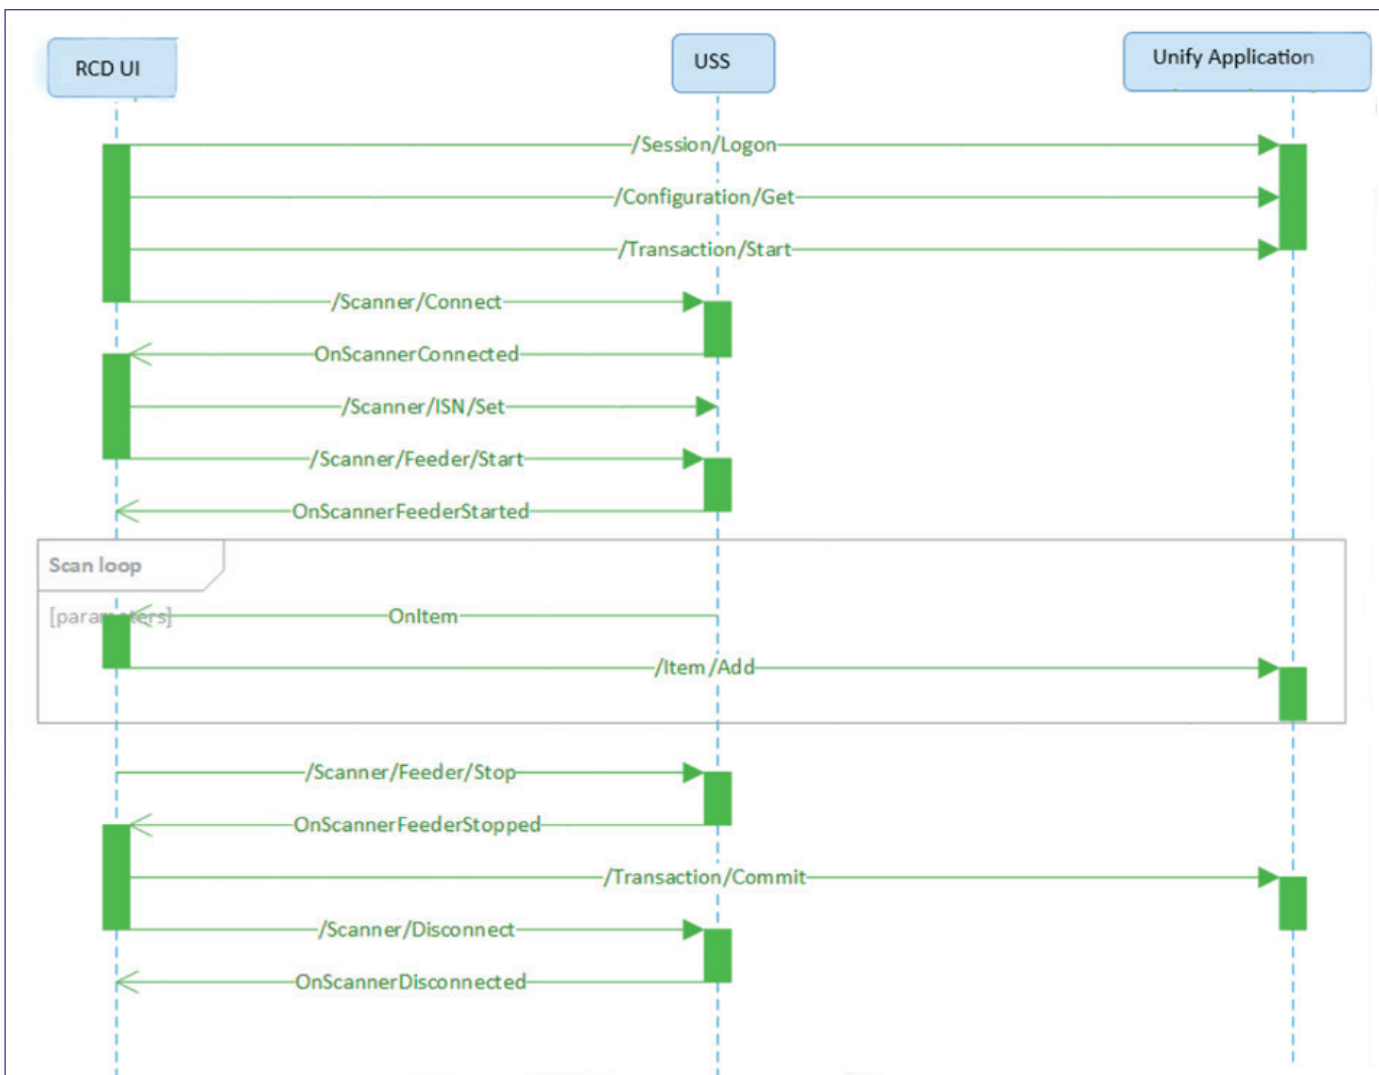 RCD UI
USS
Unify Application
/Session/Logon
/Configuration/Get
/Transaction/Start
/Scanner/Connect
OnScannerConnected
/Scanner/ISN/Set
/Scanner/Feeder/Start
OnScannerFeederStarted
Scan loop
[parameters]
OnItem
/Item/Add
/Scanner/Feeder/Stop
OnScannerFeederStopped
/Transaction/Commit
/Scanner/Disconnect
OnScannerDisconnected